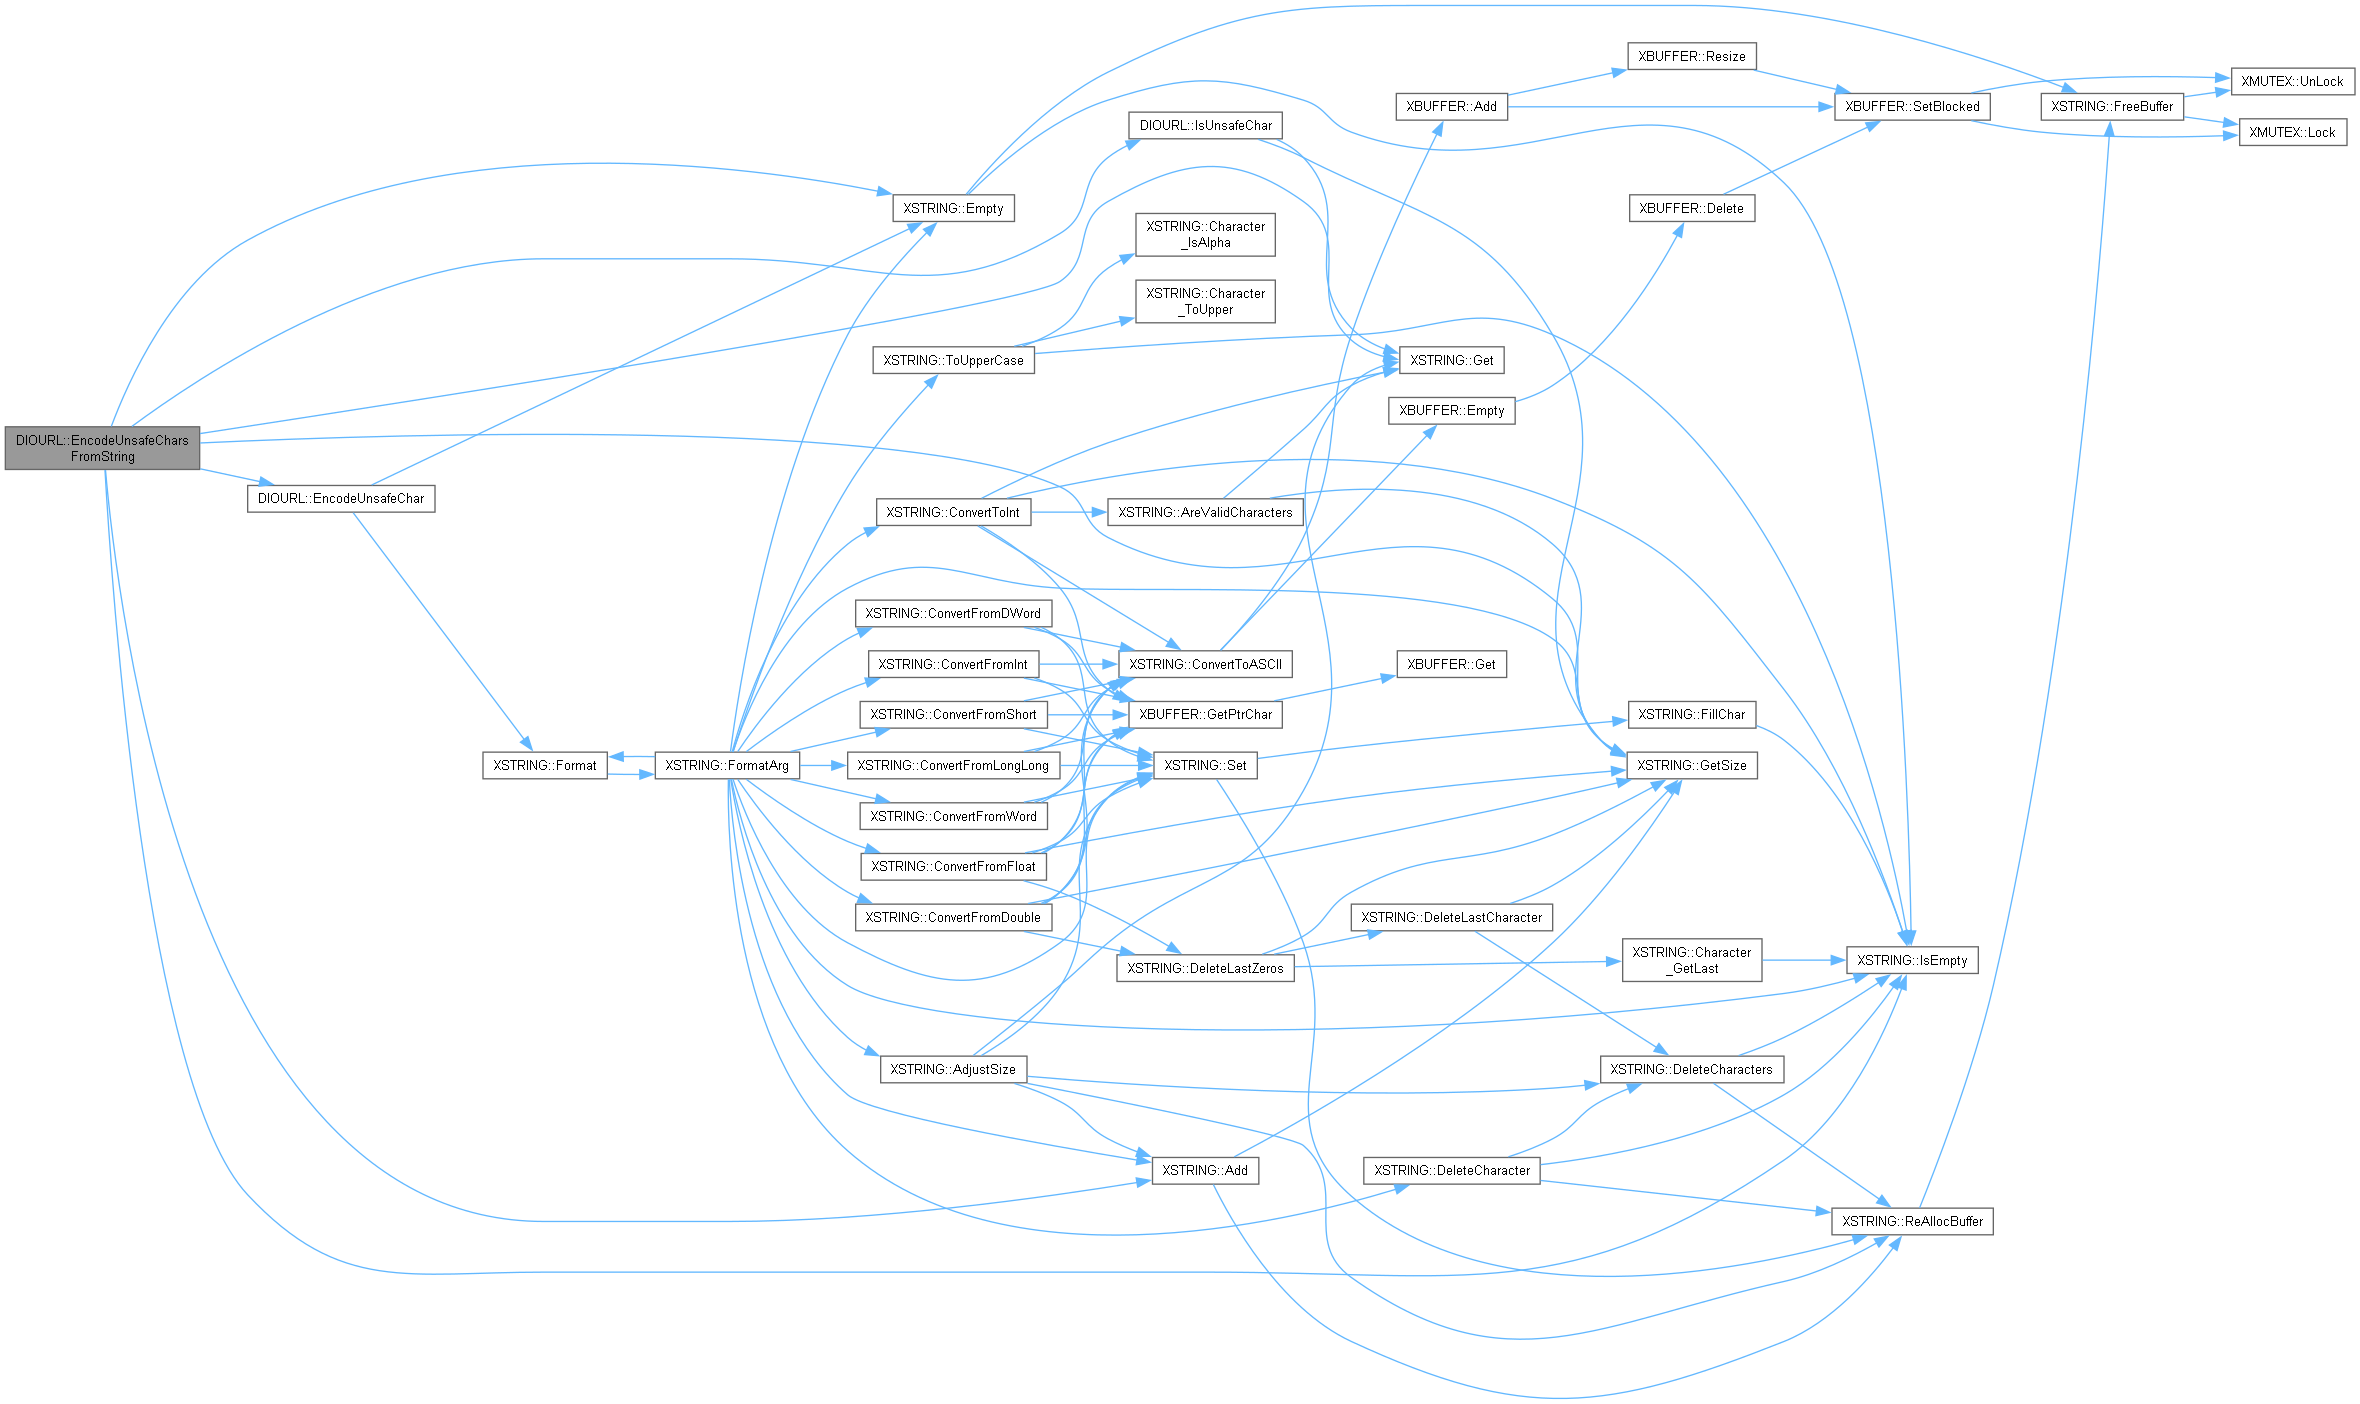 DIOURL::EncodeUnsafeChars
FromString
DIOURL::EncodeUnsafeChar
XSTRING::Format
XSTRING::FormatArg
XSTRING::Empty
XSTRING::ToUpperCase
XSTRING::ConvertToInt
XSTRING::ConvertFromDWord
XSTRING::ConvertFromInt
XSTRING::ConvertFromShort
XSTRING::ConvertFromLongLong
XSTRING::ConvertFromWord
XSTRING::ConvertFromFloat
XSTRING::ConvertFromDouble
XSTRING::AdjustSize
DIOURL::IsUnsafeChar
XSTRING::Character
_IsAlpha
XSTRING::Character
_ToUpper
XSTRING::AreValidCharacters
XSTRING::ConvertToASCII
XBUFFER::GetPtrChar
XSTRING::Set
XSTRING::DeleteLastZeros
XSTRING::Add
XBUFFER::Add
XSTRING::Get
XBUFFER::Empty
XBUFFER::Get
XSTRING::DeleteLastCharacter
XSTRING::DeleteCharacter
XBUFFER::Resize
XBUFFER::Delete
XSTRING::FillChar
XSTRING::GetSize
XSTRING::Character
_GetLast
XSTRING::DeleteCharacters
XBUFFER::SetBlocked
XSTRING::IsEmpty
XSTRING::ReAllocBuffer
XSTRING::FreeBuffer
XMUTEX::UnLock
XMUTEX::Lock